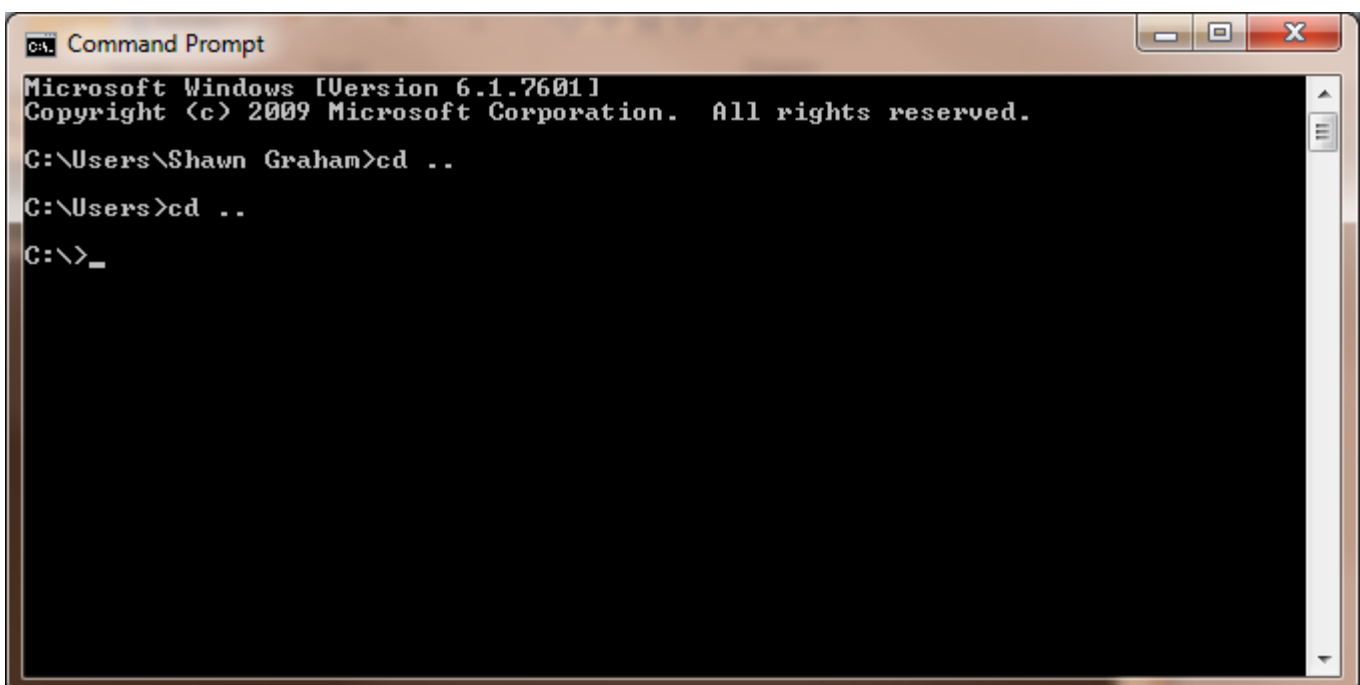 Command Prompt
Microsoft Windows [Version 6.1.7601]
Copyright (c) 2009 Microsoft Corporation.  All rights reserved.
C:\Users\Shawn Graham>cd ..
C:\Users>cd ..
C:\>_